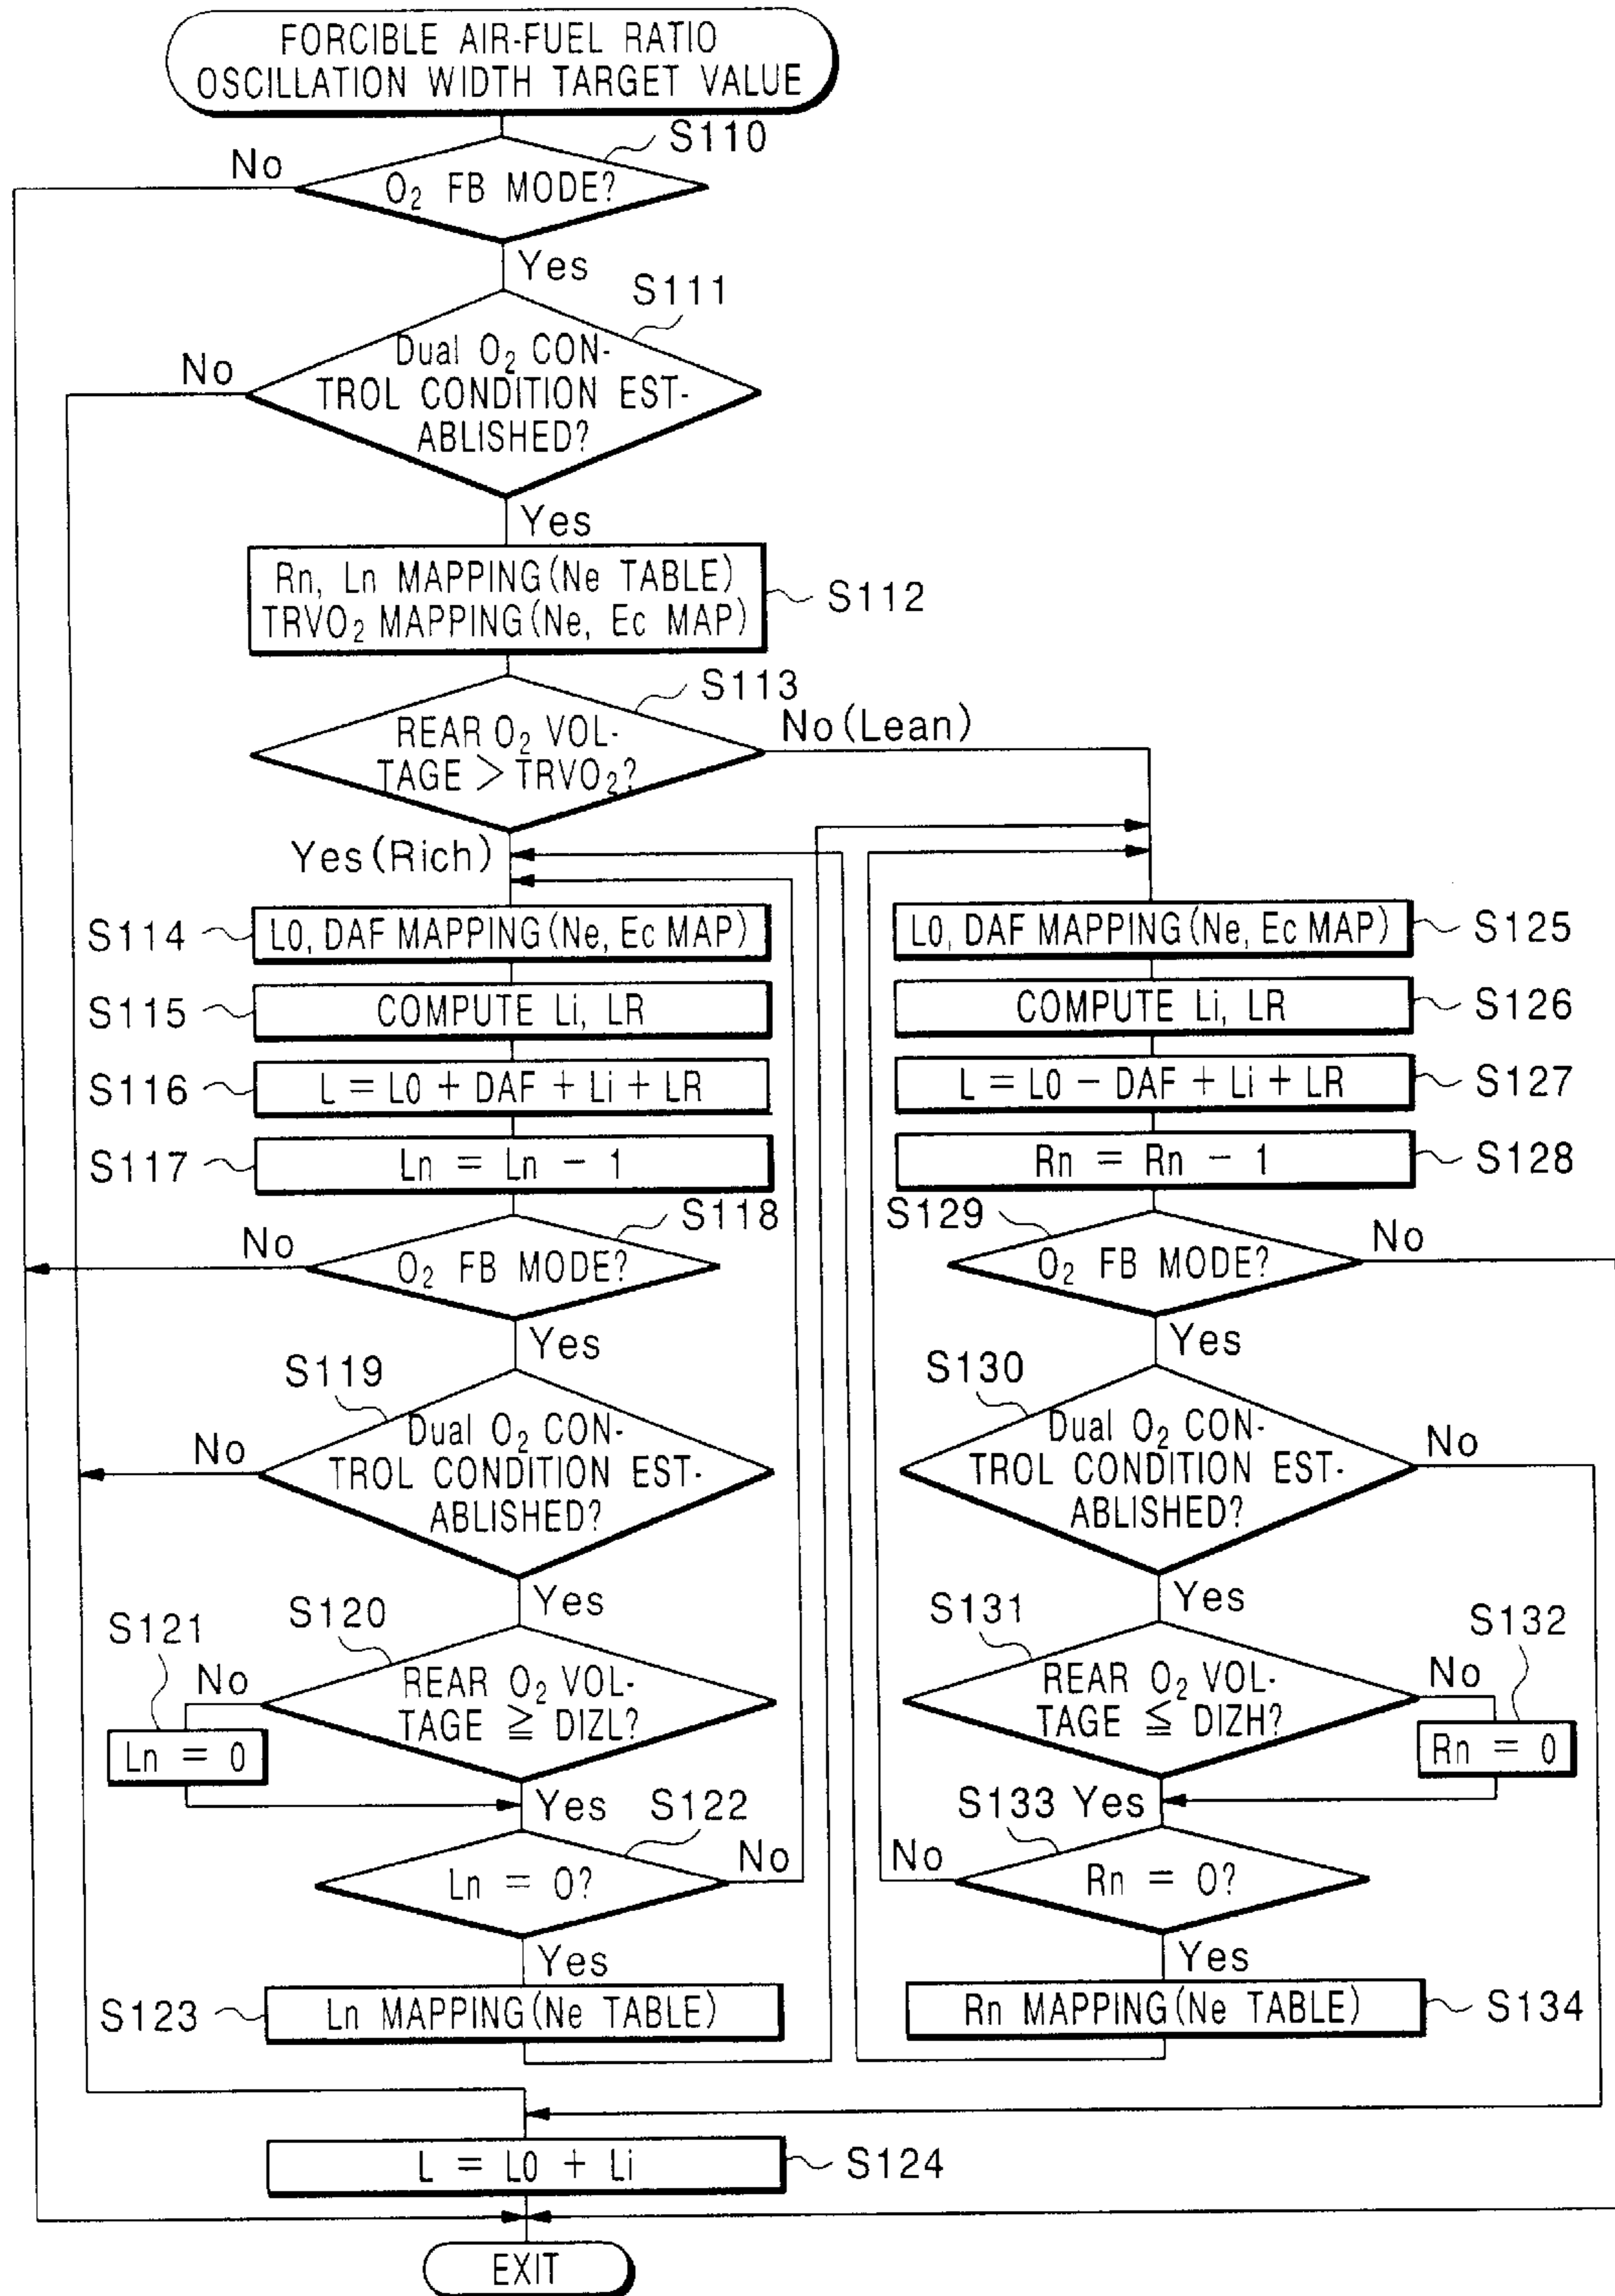 FORCIBLE AIR-FUEL RATIO
OSCILLATION WIDTH TARGET VALUE
S110
No
O₂ FB MODE?
Yes
S111
No
Dual O₂ CON-
TROL CONDITION EST-
ABLISHED?
Yes
Rn, Ln MAPPING(Ne TABLE)
TRVO₂ MAPPING(Ne, Ec MAP)
S112
S113
REAR O₂ VOL-
TAGE > TRVO₂?
No(Lean)
Yes(Rich)
S114
L0, DAF MAPPING(Ne, Ec MAP)
S115
COMPUTE Li, LR
S116
L = L0 + DAF + Li + LR
S117
Ln = Ln - 1
S118
No
O₂ FB MODE?
Yes
S119
No
Dual O₂ CON-
TROL CONDITION EST-
ABLISHED?
Yes
S120
S121
No
REAR O₂ VOL-
TAGE ≧ DIZL?
Ln = 0
Yes
S122
Ln = 0?
No
Yes
S123
Ln MAPPING(Ne TABLE)
L0, DAF MAPPING(Ne, Ec MAP)
S125
COMPUTE Li, LR
S126
L = L0 - DAF + Li + LR
S127
Rn = Rn - 1
S128
S129
O₂ FB MODE?
No
Yes
S130
Dual O₂ CON-
TROL CONDITION EST-
ABLISHED?
No
Yes
S131
S132
REAR O₂ VOL-
TAGE ≦ DIZH?
No
Rn = 0
S133
Yes
No
Rn = 0?
Yes
Rn MAPPING(Ne TABLE)
S134
L = L0 + Li
S124
EXIT